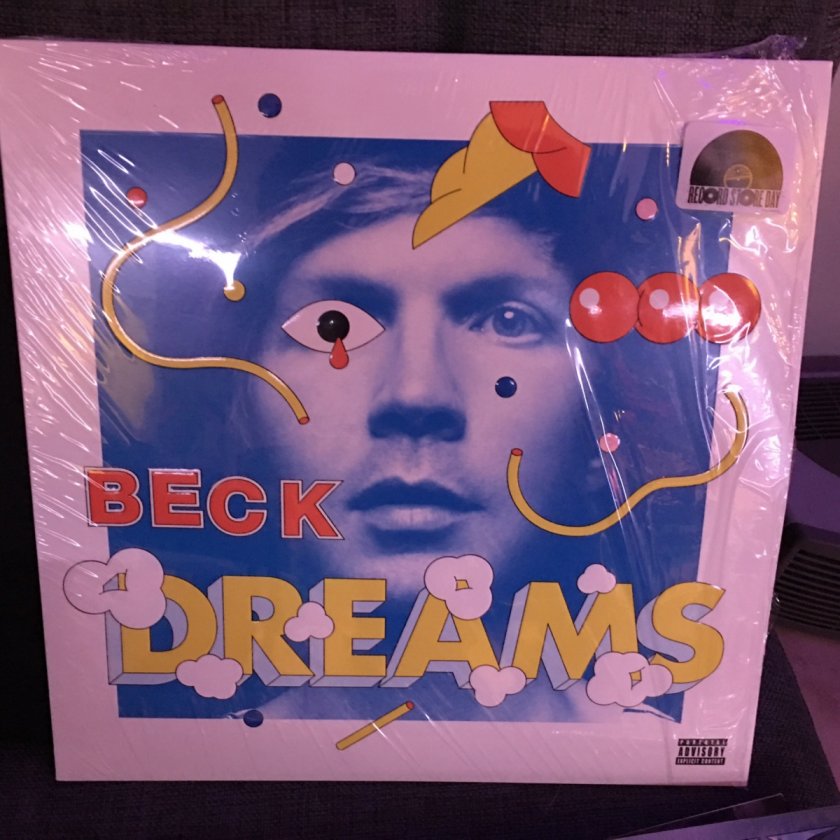 RECORD STORE DAY
BECK
DREAMS
PARENTAL
ADVISORY
EXPLICIT CONTENT